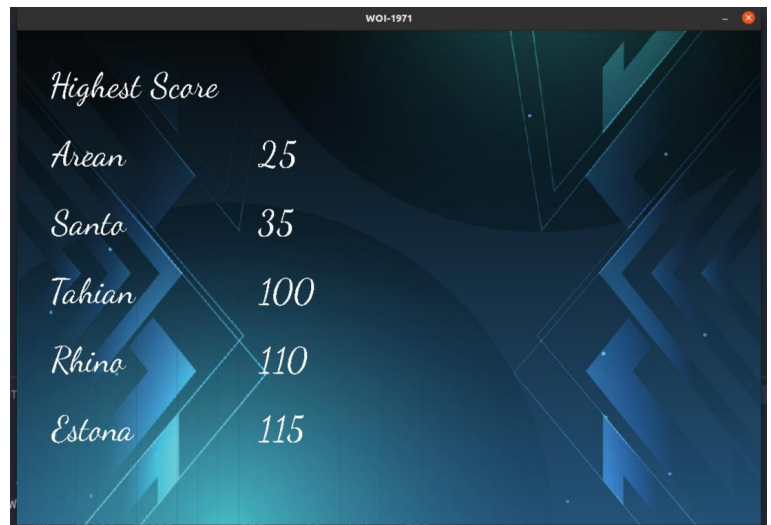 WOI-1971
Highest Score
Arean 25
Santo 35
Tahian 100
Rhino 110
Estona 115